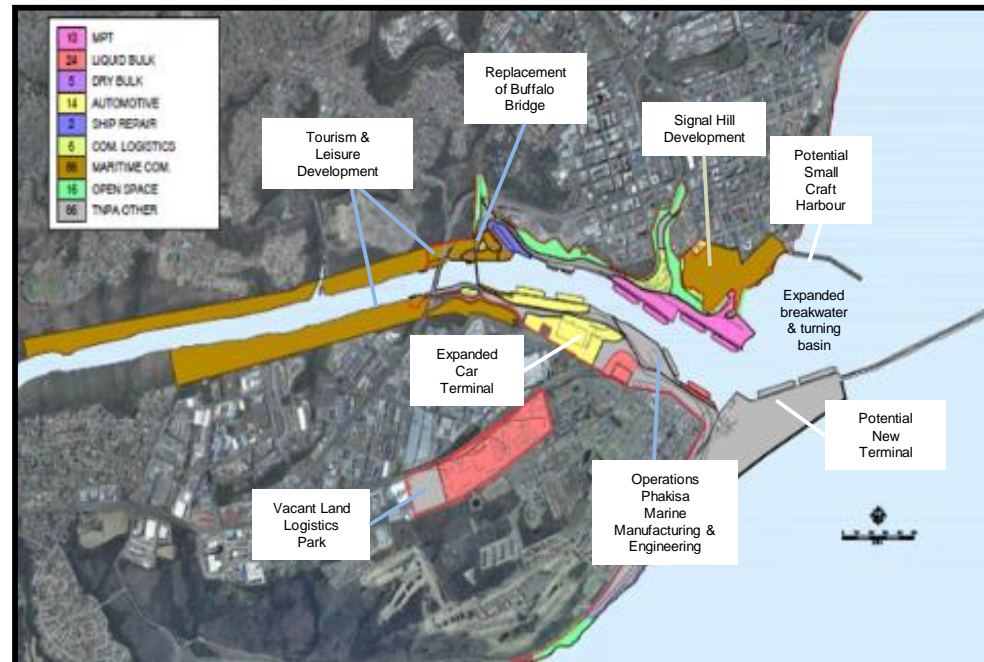 10 MPT
24 LIQUID BULK
5 DRY BULK
14 AUTOMOTIVE
2 SHIP REPAIR
6 COM. LOGISTICS
86 MARITIME COM.
16 OPEN SPACE
66 TNPA OTHER
Replacement
of Buffalo
Bridge
Signal Hill
Development
Tourism &
Leisure
Development
Potential
Small
Craft
Harbour
Expanded
breakwater
& turning
basin
Expanded
Car
Terminal
Potential
New
Terminal
Vacant Land
Logistics
Park
Operations
Phakisa
Marine
Manufacturing &
Engineering